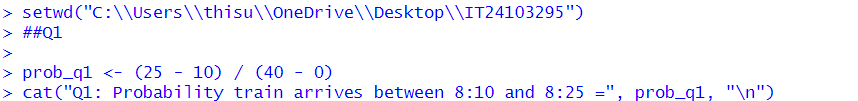 > setwd("C:\\Users\\thisu\\OneDrive\\Desktop\\IT24103295")
> ##Q1
>
> prob_q1 <- (25 - 10) / (40 - 0)
> cat("Q1: Probability train arrives between 8:10 and 8:25 =", prob_q1, "\n")